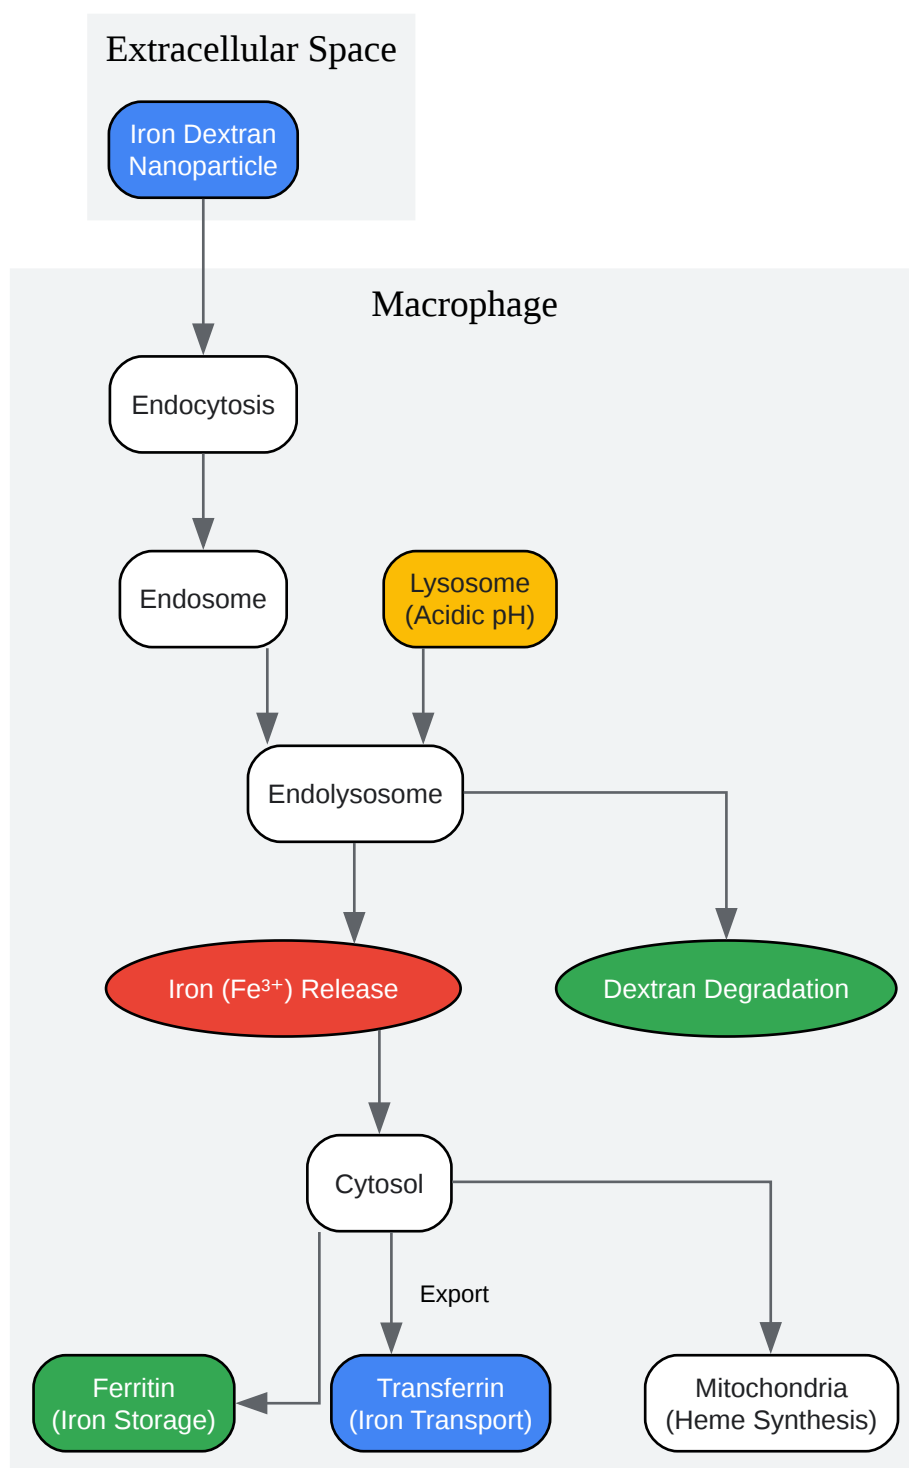 Extracellular Space
Iron Dextran
Nanoparticle
Macrophage
Endocytosis
Endosome
Lysosome
(Acidic pH)
Endolysosome
Iron (Fe³⁺) Release
Dextran Degradation
Cytosol
Export
Ferritin
(Iron Storage)
Transferrin
(Iron Transport)
Mitochondria
(Heme Synthesis)